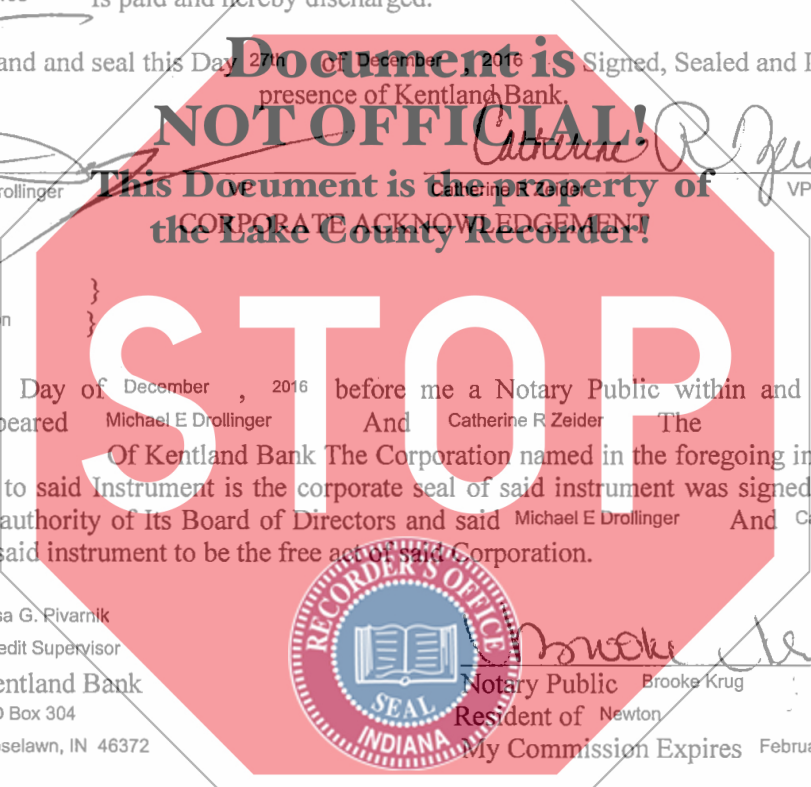 is paid and hereby discharged.
and and seal this Day 27th of December , 2016 Signed, Sealed and
Document is
presence of Kentland Bank.
NOT OFFICIAL!
Catherine R
rollinger VP Catherine R Zeider VP
This Document is the property of
CORPORATE ACKNOWLEDGEMENT
the Lake County Recorder!
}
}
STOP
Day of December , 2016 before me a Notary Public within and
peared Michael E Drollinger And Catherine R Zeider The
Of Kentland Bank The Corporation named in the foregoing in
to said Instrument is the corporate seal of said instrument was signed
authority of Its Board of Directors and said Michael E Drollinger And Ca
said instrument to be the free act of said Corporation.
RECORDER'S OFFICE
SEAL
INDIANA
sa G. Pivarnik
edit Supervisor
Brooke
entland Bank Notary Public Brooke Krug
O Box 304 Resident of Newton
selawn, IN 46372 My Commission Expires Februa